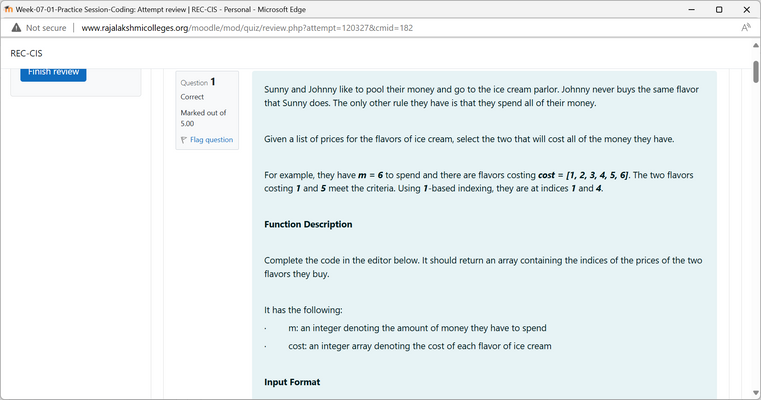 Week-07-01-Practice Session-Coding: Attempt review | REC-CIS - Personal - Microsoft Edge
Not secure | www.rajalakshmicolleges.org/moodle/mod/quiz/review.php?attempt=120327&cmid=182
REC-CIS
Finish review
Question 1
Correct
Marked out of
5.00
Flag question
Sunny and Johnny like to pool their money and go to the ice cream parlor. Johnny never buys the same flavor
that Sunny does. The only other rule they have is that they spend all of their money.
Given a list of prices for the flavors of ice cream, select the two that will cost all of the money they have.
For example, they have m = 6 to spend and there are flavors costing cost = [1, 2, 3, 4, 5, 6]. The two flavors
costing 1 and 5 meet the criteria. Using 1-based indexing, they are at indices 1 and 4.
Function Description
Complete the code in the editor below. It should return an array containing the indices of the prices of the two
flavors they buy.
It has the following:
· m: an integer denoting the amount of money they have to spend
· cost: an integer array denoting the cost of each flavor of ice cream
Input Format